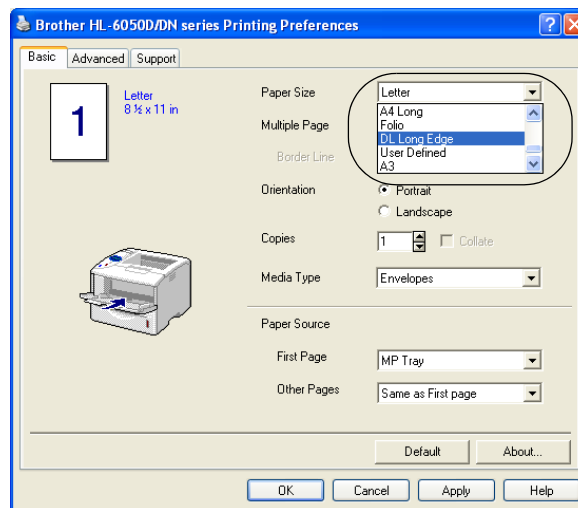 Brother HL-6050D/DN series Printing Preferences
Basic Advanced Support
1
Letter
8 ½ x 11 in
Paper Size Letter
A4 Long
Folio
DL Long Edge
User Defined
A3
Multiple Page
Border Line
Orientation Portrait
Landscape
Copies 1 Collate
Media Type Envelopes
Paper Source
First Page MP Tray
Other Pages Same as First page
Default About...
OK Cancel Apply Help